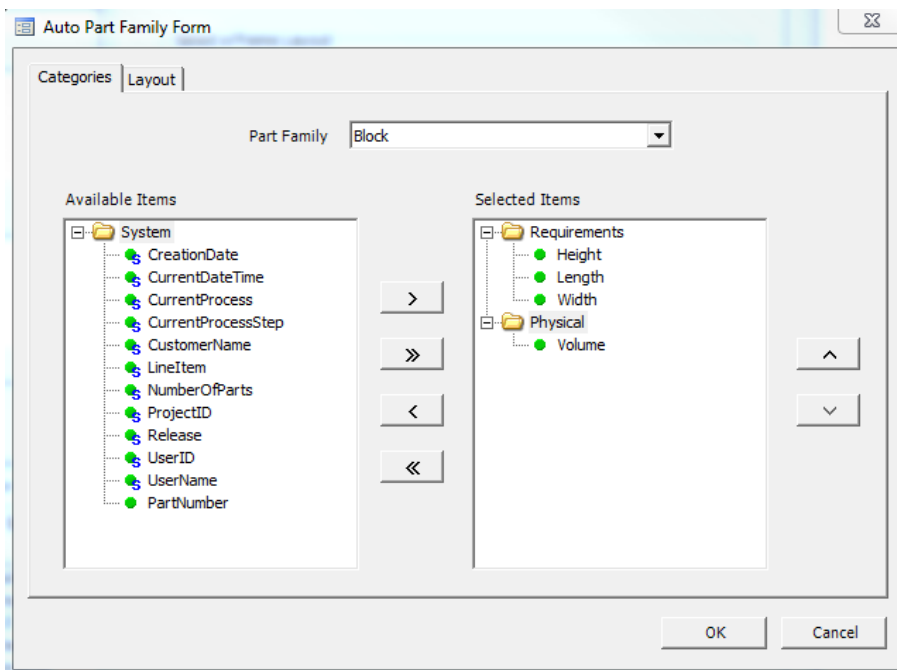 Auto Part Family Form
Categories Layout
Part Family Block
Available Items
System
CreationDate
CurrentDateTime
CurrentProcess
CurrentProcessStep
CustomerName
LineItem
NumberOfParts
ProjectID
Release
UserID
UserName
PartNumber
>
»
<
«
Selected Items
Requirements
Height
Length
Width
Physical
Volume
OK Cancel